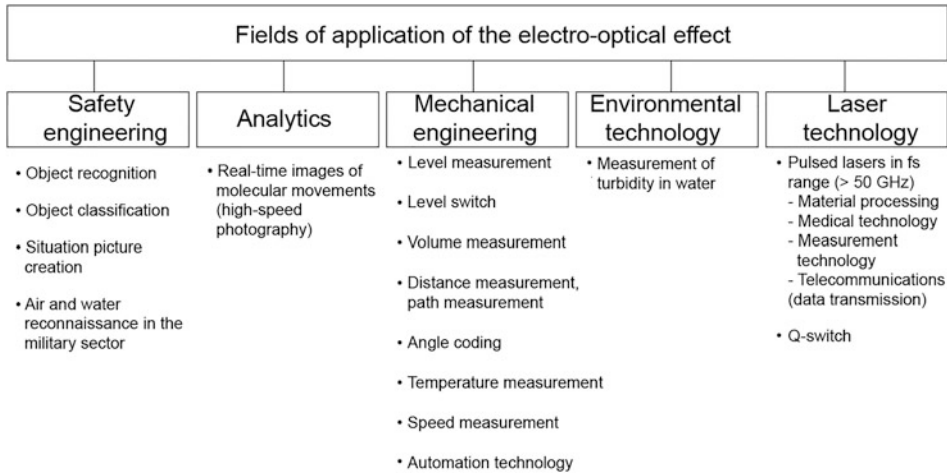 Fields of application of the electro-optical effect
Safety
engineering
• Object recognition
• Object classification
• Situation picture
creation
• Air and water
reconnaissance in the
military sector
Analytics
• Real-time images of
molecular movements
(high-speed
photography)
Mechanical
engineering
• Level measurement
• Level switch
• Volume measurement
• Distance measurement,
path measurement
• Angle coding
• Temperature measurement
• Speed measurement
• Automation technology
Environmental
technology
• Measurement of
turbidity in water
Laser
technology
• Pulsed lasers in fs
range (> 50 GHz)
- Material processing
- Medical technology
- Measurement
technology
- Telecommunications
(data transmission)
• Q-switch